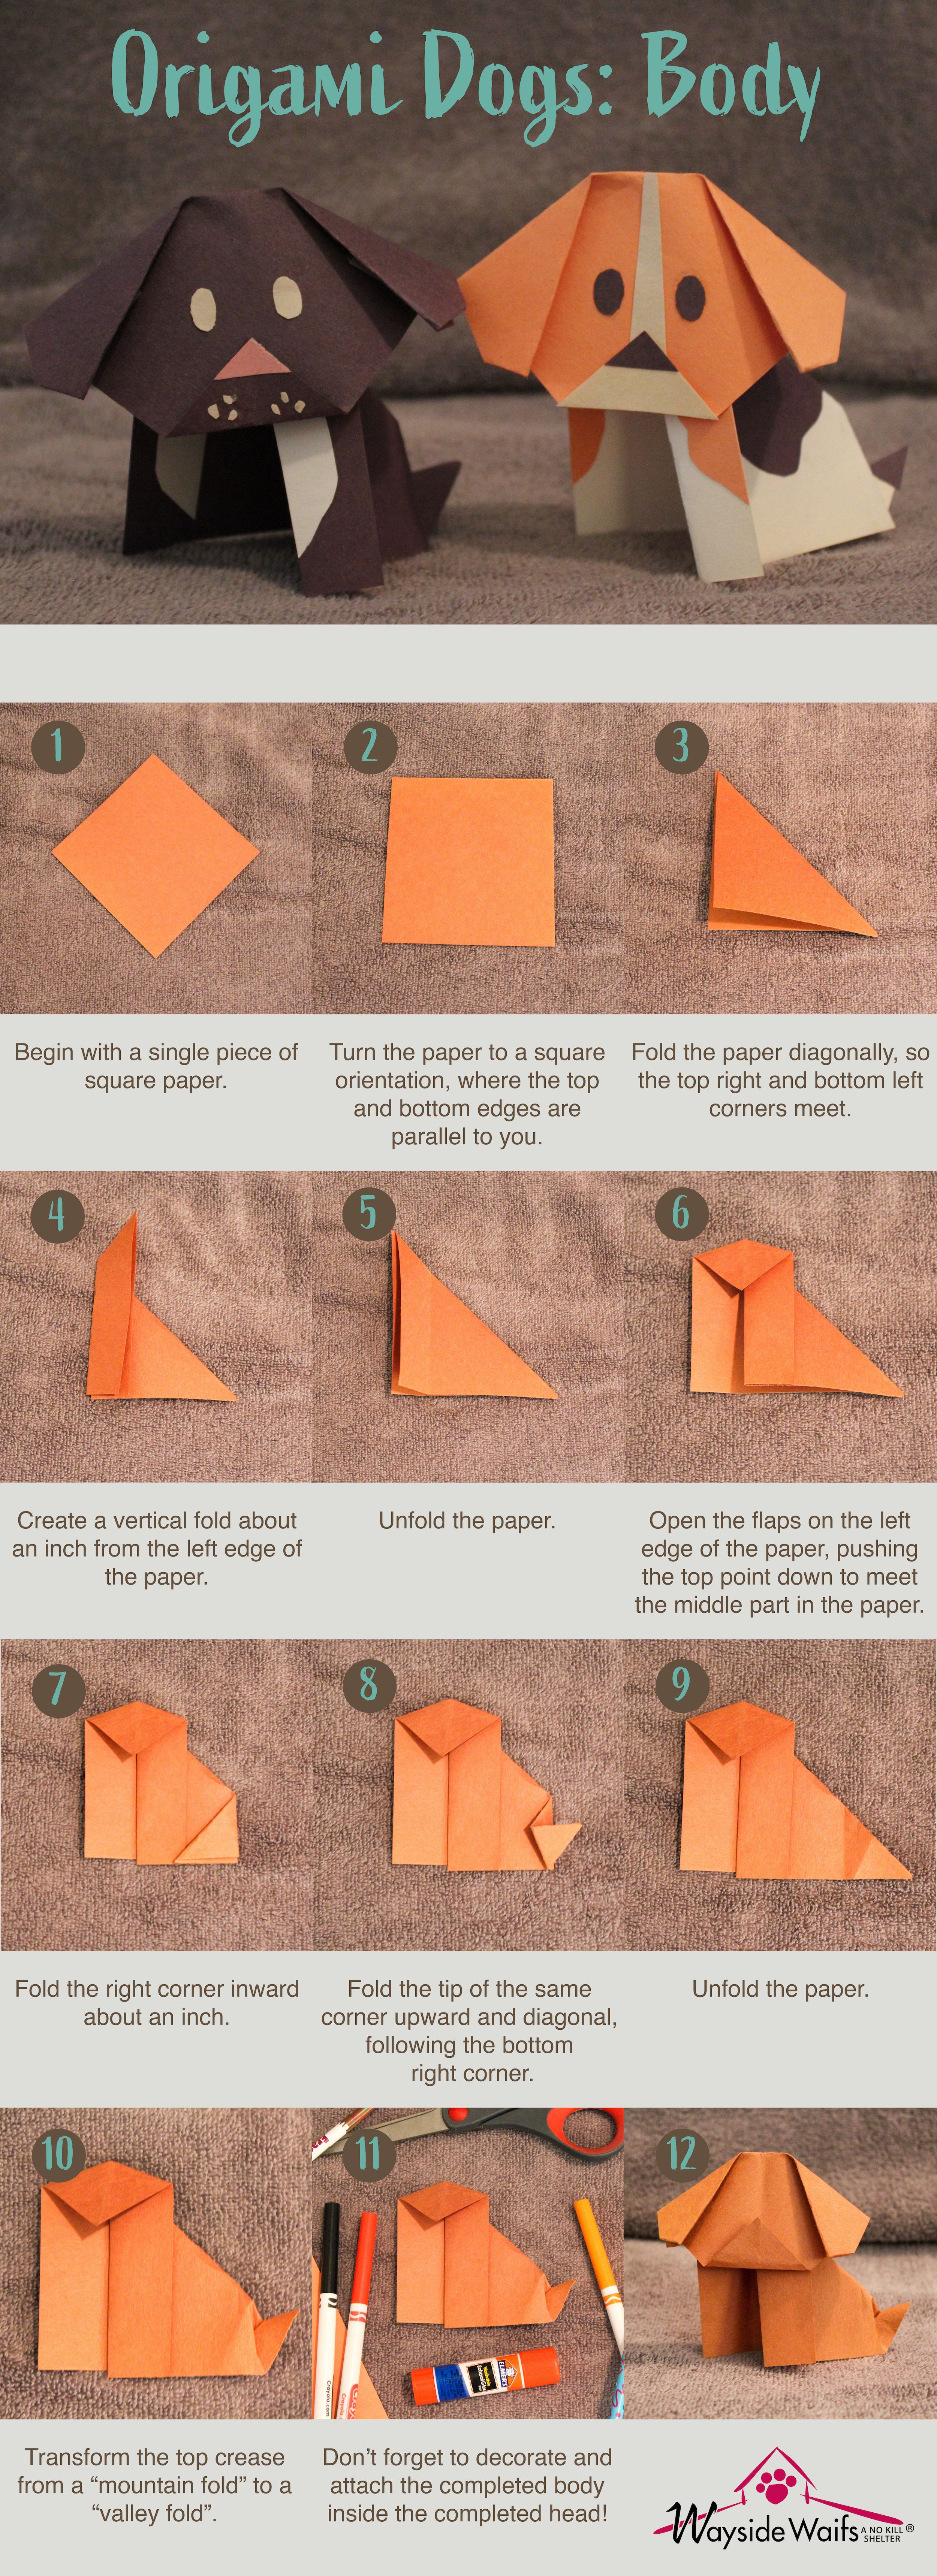 Origami Dogs: Body
1
2
3
Begin with a single piece of
square paper.
Turn the paper to a square
orientation, where the top
and bottom edges are
parallel to you.
Fold the paper diagonally, so
the top right and bottom left
corners meet.
4
5
6
Create a vertical fold about
an inch from the left edge of
the paper.
Unfold the paper.
Open the flaps on the left
edge of the paper, pushing
the top point down to meet
the middle part in the paper.
7
8
9
Fold the right corner inward
about an inch.
Fold the tip of the same
corner upward and diagonal,
following the bottom
right corner.
Unfold the paper.
10
11
12
Transform the top crease
from a “mountain fold” to a
“valley fold”.
Don’t forget to decorate and
attach the completed body
inside the completed head!
Wayside Waifs
A NO KILL ®
SHELTER